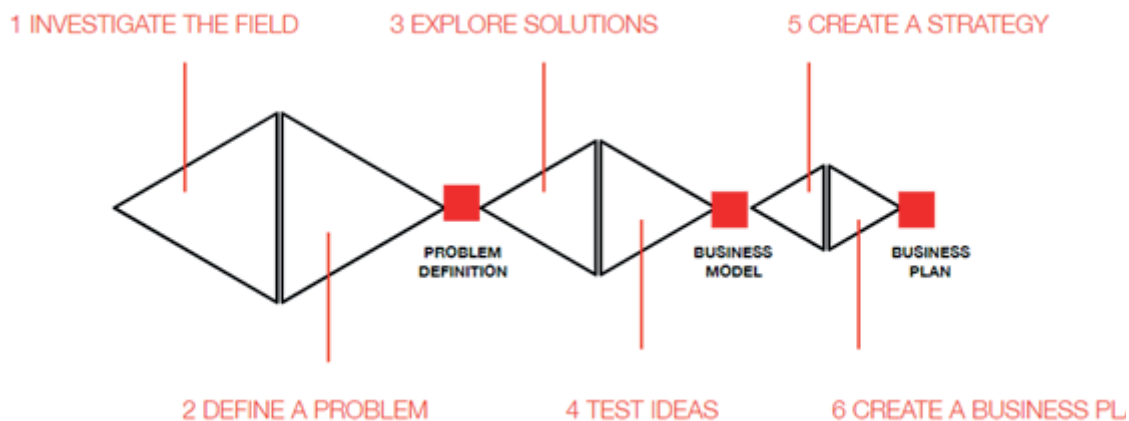 1 INVESTIGATE THE FIELD
3 EXPLORE SOLUTIONS
5 CREATE A STRATEGY
PROBLEM
DEFINITION
BUSINESS
MODEL
BUSINESS
PLAN
2 DEFINE A PROBLEM
4 TEST IDEAS
6 CREATE A BUSINESS PLA